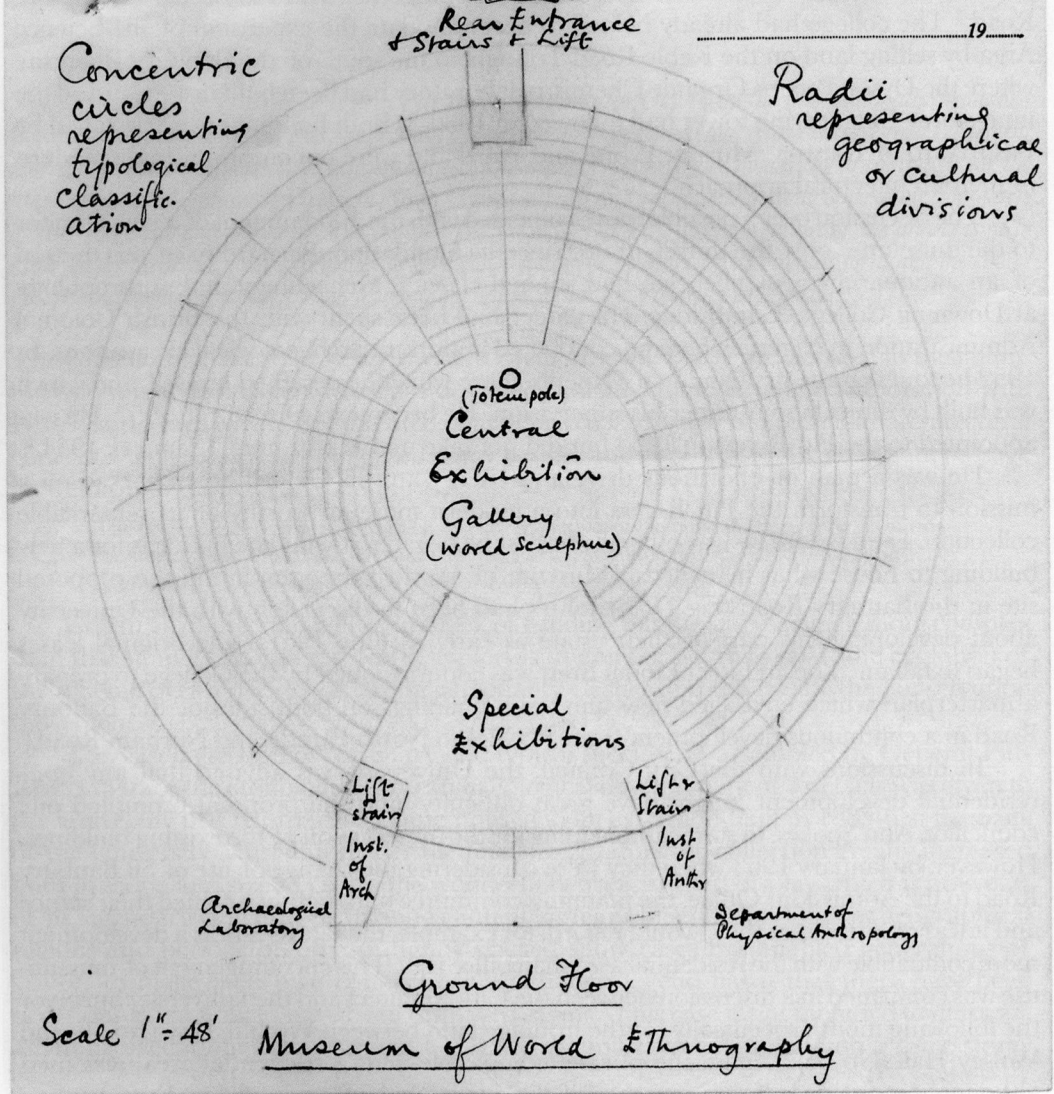 Rear Entrance
& Stairs & Lift
19
Concentric
circles
representing
typological
classific-
ation
Radii
representing
geographical
or cultural
divisions
(Totem pole)
Central
Exhibition
Gallery
(World Sculpture)
Special
Exhibitions
Lift
stairs
Lift &
Stairs
Inst.
of
Arch
Inst
of
Anthr
Archaeological
Laboratory
Department of
Physical Anthropology
Ground Floor
Scale 1" = 48'
Museum of World Ethnography